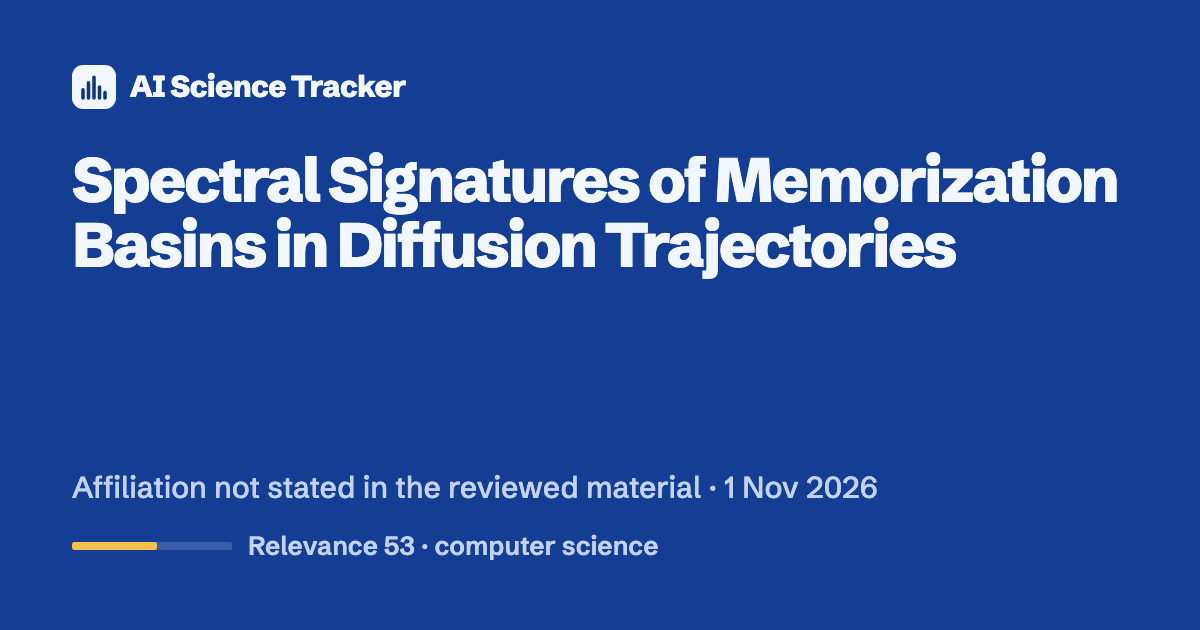 AI Science Tracker
Spectral Signatures of Memorization
Basins in Diffusion Trajectories
Affiliation not stated in the reviewed material · 1 Nov 2026
Relevance 53 · computer science